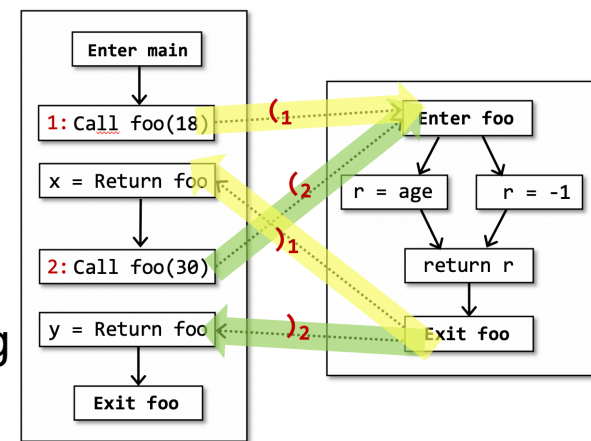 Enter main
1: Call foo(18)
x = Return foo
2: Call foo(30)
y = Return foo
Exit foo
(1
(2
)1
)2
Enter foo
r = age
r = -1
return r
Exit foo
g